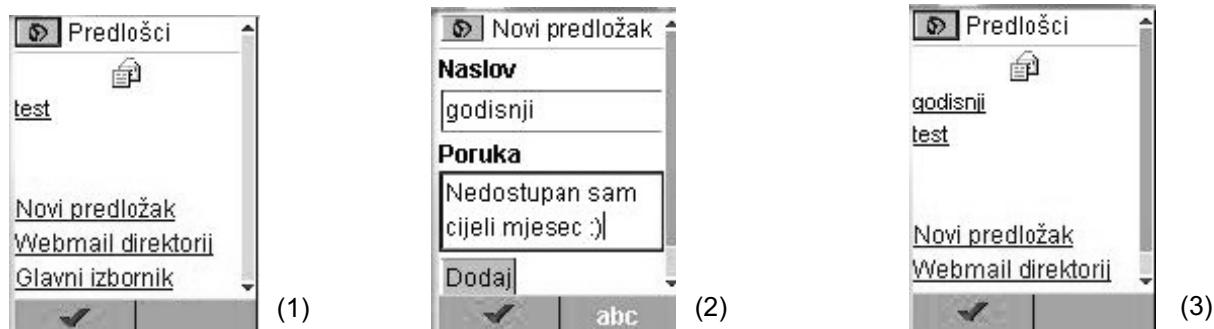 Predlošci
test
Novi predložak
Webmail direktorij
Glavni izbornik
(1)
Novi predložak
Naslov
godisnji
Poruka
Nedostupan sam
cijeli mjesec :)
Dodaj
abc
(2)
Predlošci
godisnji
test
Novi predložak
Webmail direktorij
(3)